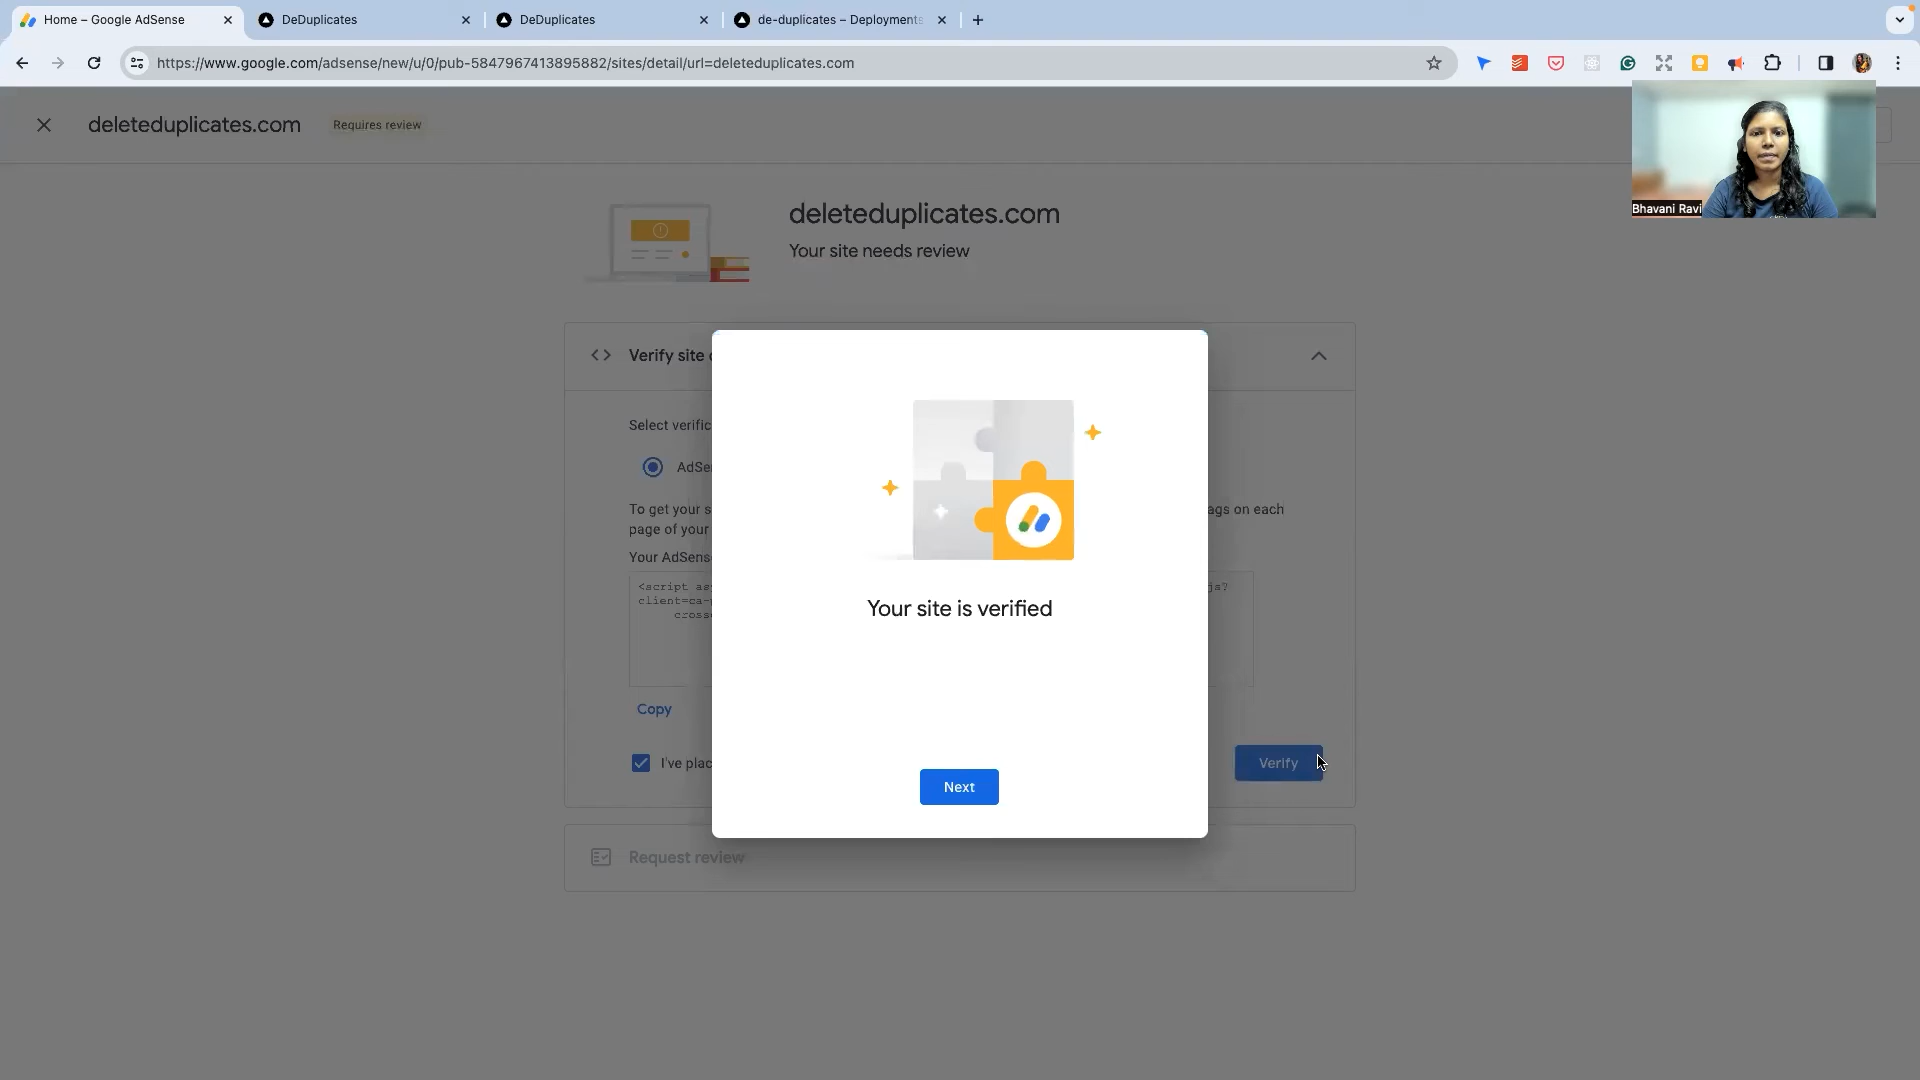 Home – Google AdSense
DeDuplicates
DeDuplicates
de-duplicates – Deployments
https://www.google.com/adsense/new/u/0/pub-5847967413895882/sites/detail/url=deleteduplicates.com
deleteduplicates.com
Requires review
Bhavani Ravi
deleteduplicates.com
Your site needs review
Verify site
Select verific
AdSe
To get your s
ags on each
page of your
Your AdSens
<script as
js?
client=ca-
cross
Your site is verified
Copy
I've plac
Verify
Next
Request review